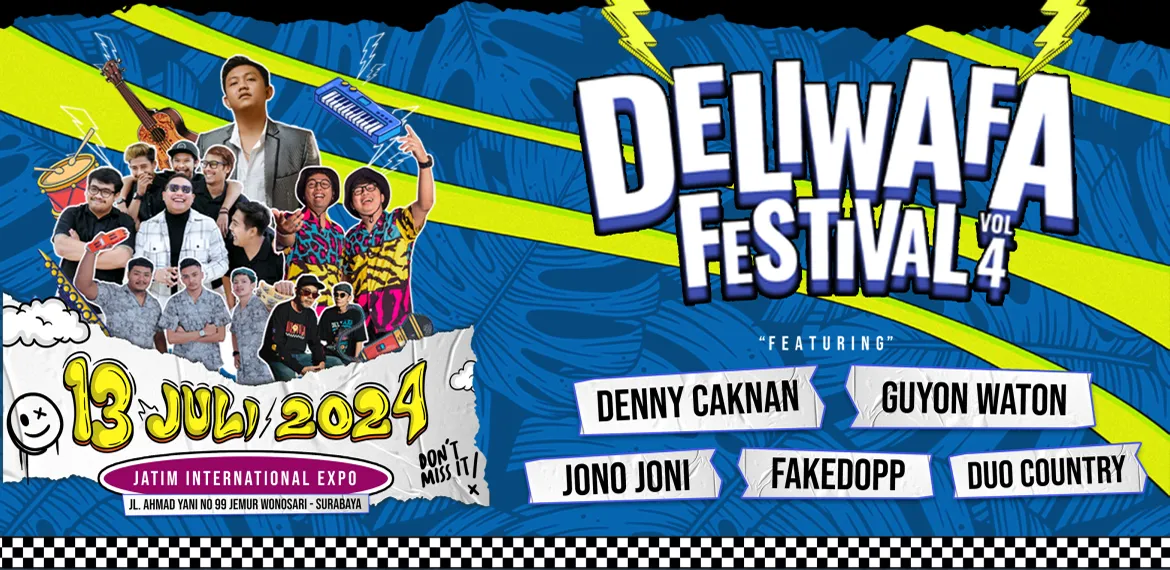 DELIWAFA
FESTIVAL VOL 4
"FEATURING"
DENNY CAKNAN
GUYON WATON
JONO JONI
FAKEDOPP
DUO COUNTRY
13 JULI 2024
DON'T MISS IT!
JATIM INTERNATIONAL EXPO
JL. AHMAD YANI NO 99 JEMUR WONOSARI - SURABAYA